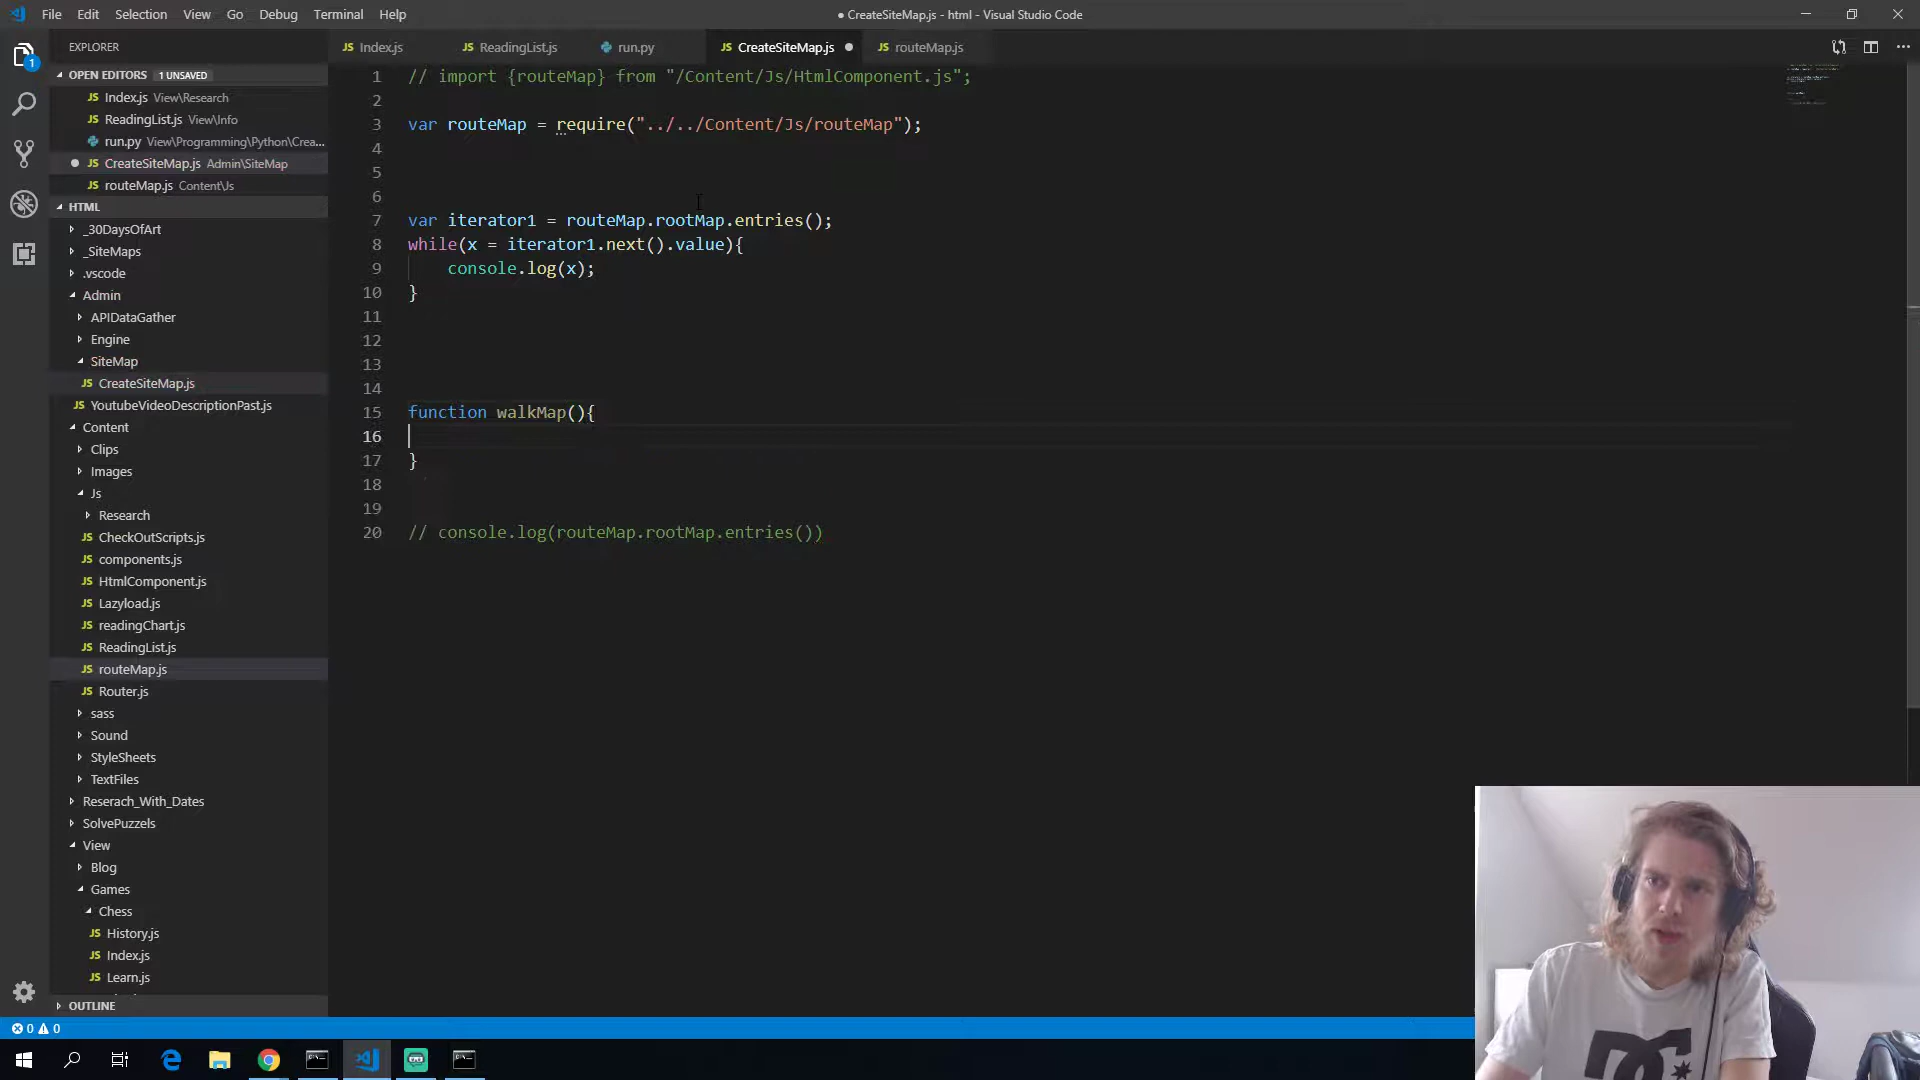 File Edit Selection View Go Debug Terminal Help
● CreateSiteMap.js - html - Visual Studio Code
EXPLORER
JS Index.js
JS ReadingList.js
run.py
JS CreateSiteMap.js ●
JS routeMap.js
OPEN EDITORS 1 UNSAVED
JS Index.js View\Research
JS ReadingList.js View\Info
run.py View\Programming\Python\Crea...
● JS CreateSiteMap.js Admin\SiteMap
JS routeMap.js Content\Js
HTML
_30DaysOfArt
_SiteMaps
.vscode
Admin
APIDataGather
Engine
SiteMap
JS CreateSiteMap.js
JS YoutubeVideoDescriptionPast.js
Content
Clips
Images
Js
Research
JS CheckOutScripts.js
JS components.js
JS HtmlComponent.js
JS Lazyload.js
JS readingChart.js
JS ReadingList.js
JS routeMap.js
JS Router.js
sass
Sound
StyleSheets
TextFiles
Reserach_With_Dates
SolvePuzzels
View
Blog
Games
Chess
JS History.js
JS Index.js
JS Learn.js
OUTLINE
1 // import {routeMap} from "/Content/Js/HtmlComponent.js";
2
3 var routeMap = require("../../Content/Js/routeMap");
4
5
6
7 var iterator1 = routeMap.rootMap.entries();
8 while(x = iterator1.next().value){
9 console.log(x);
10 }
11
12
13
14
15 function walkMap(){
16
17 }
18
19
20 // console.log(routeMap.rootMap.entries())
1
0 0
DC